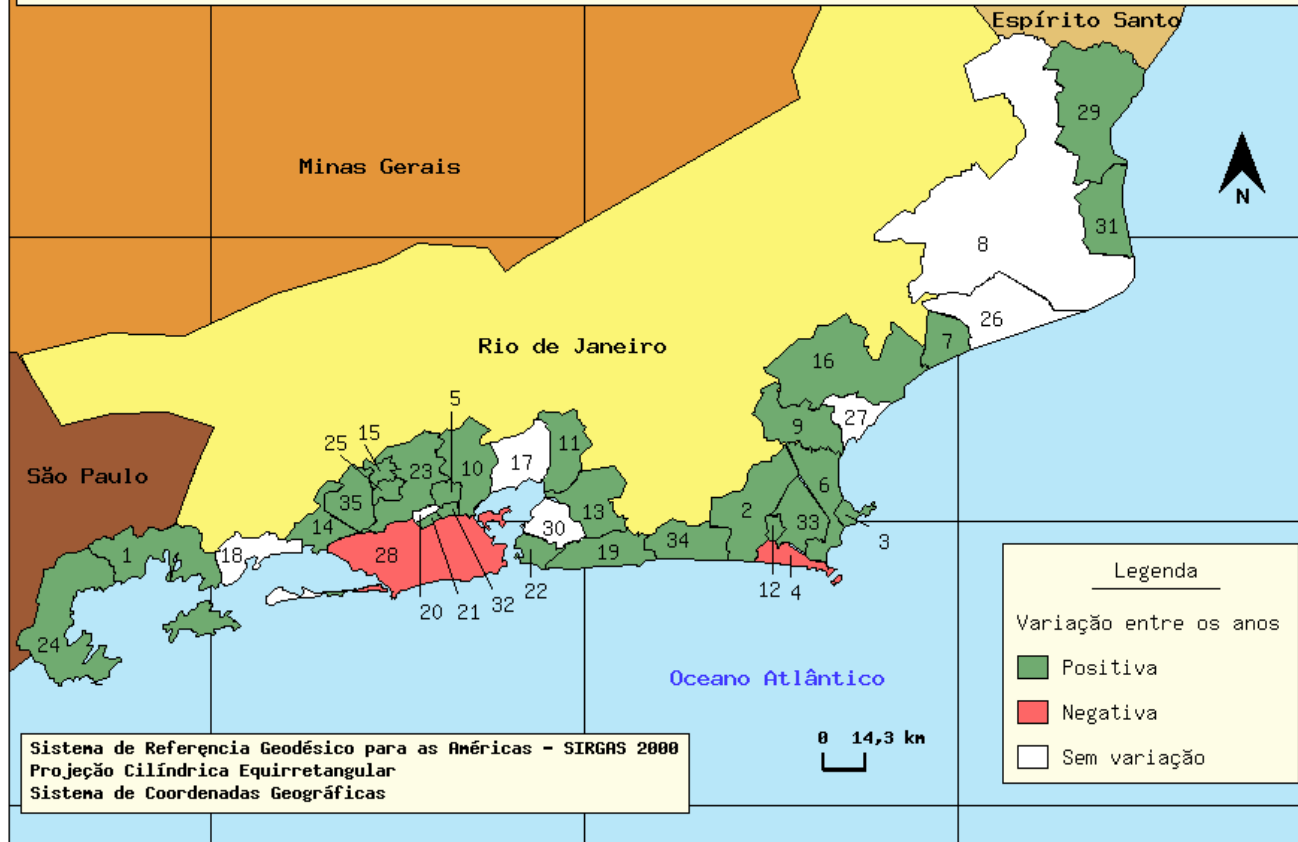 Espírito Santo
29
Minas Gerais
N
31
8
26
Rio de Janeiro
7
16
5
27
15
9
25
11
23
10
17
São Paulo
6
35
2
13
33
14
30
3
1
34
18
28
19
12
4
22
20
21
32
24
Legenda
Variação entre os anos
Positiva
Negativa
Sem variação
Oceano Atlântico
0 14,3 km
Sistema de Referençia Geodésico para as Américas - SIRGAS 2000
Projeção Cilíndrica Equirretangular
Sistema de Coordenadas Geográficas